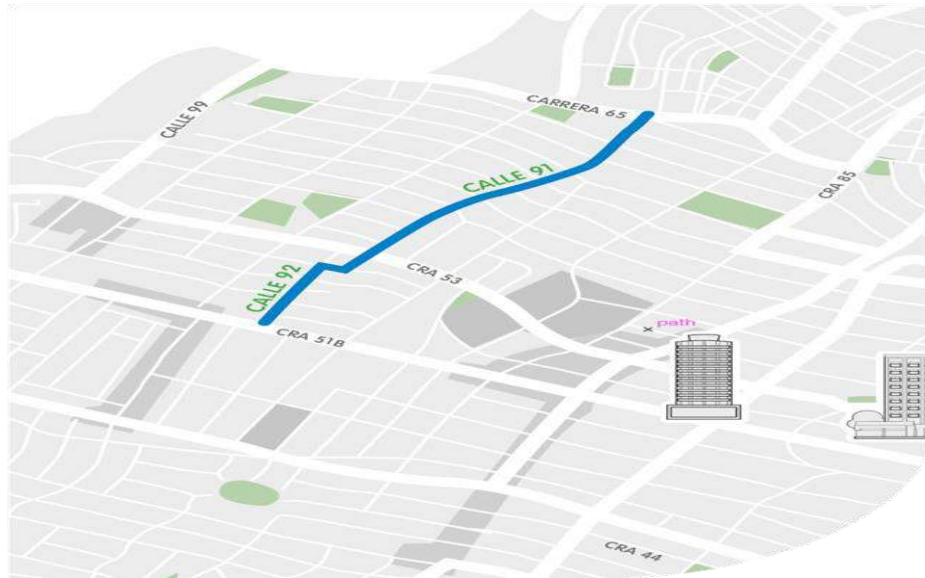 CARRERA 65
CALLE 99
CALLE 91
CRA 85
CALLE 92
CRA 53
path
CRA 51B
CRA 44